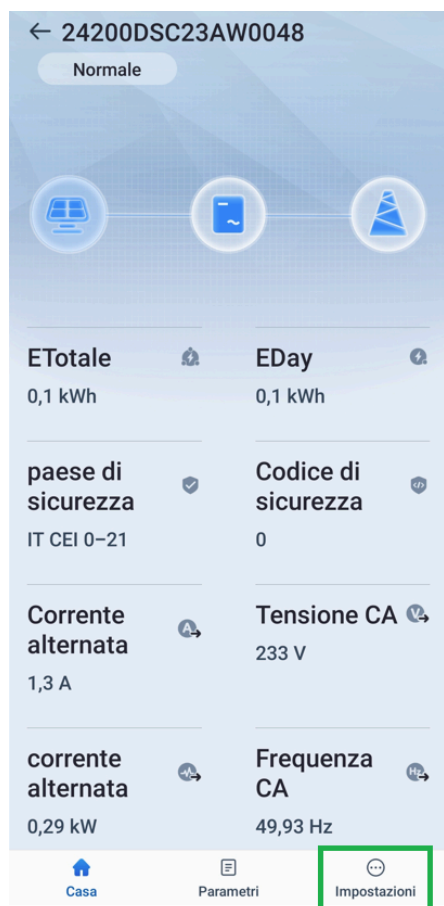 ← 24200DSC23AW0048
Normale
ETotale
0,1 kWh
EDay
0,1 kWh
paese di
sicurezza
IT CEI 0–21
Codice di
sicurezza
0
Corrente
alternata
1,3 A
Tensione CA
233 V
corrente
alternata
0,29 kW
Frequenza
CA
49,93 Hz
Casa
Parametri
Impostazioni